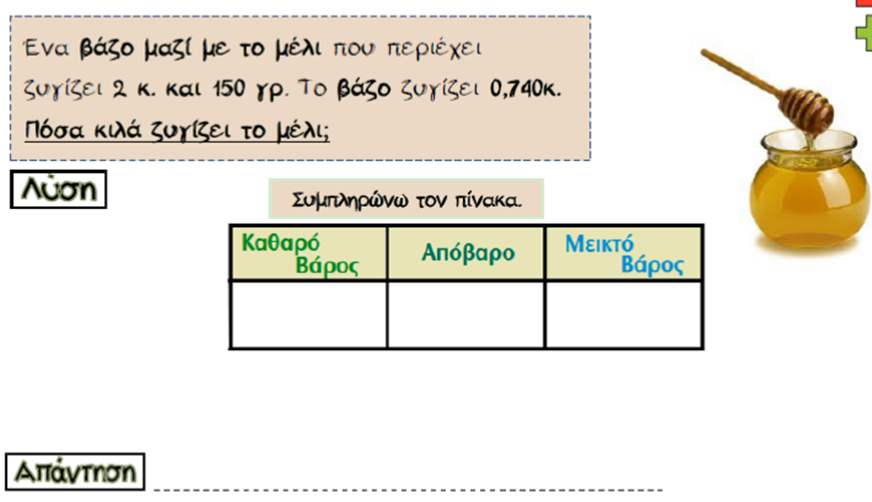 Ένα βάζο μαζί με το μέλι που περιέχει
ζυγίζει 2 κ. και 150 γρ. Το βάζο ζυγίζει 0,740κ.
Πόσα κιλά ζυγίζει το μέλι;
Λύση
Συμπληρώνω τον πίνακα.
Καθαρό Βάρος
Απόβαρο
Μεικτό Βάρος
Απάντηση